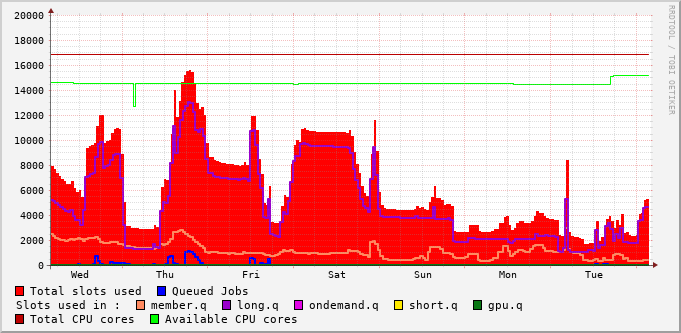 20000
18000
16000
14000
12000
10000
8000
6000
4000
2000
0
Wed Thu Fri Sat Sun Mon Tue
RRDTOOL / TOBI OETIKER
Total slots used Queued Jobs
Slots used in : member.q long.q ondemand.q short.q gpu.q
Total CPU cores Available CPU cores